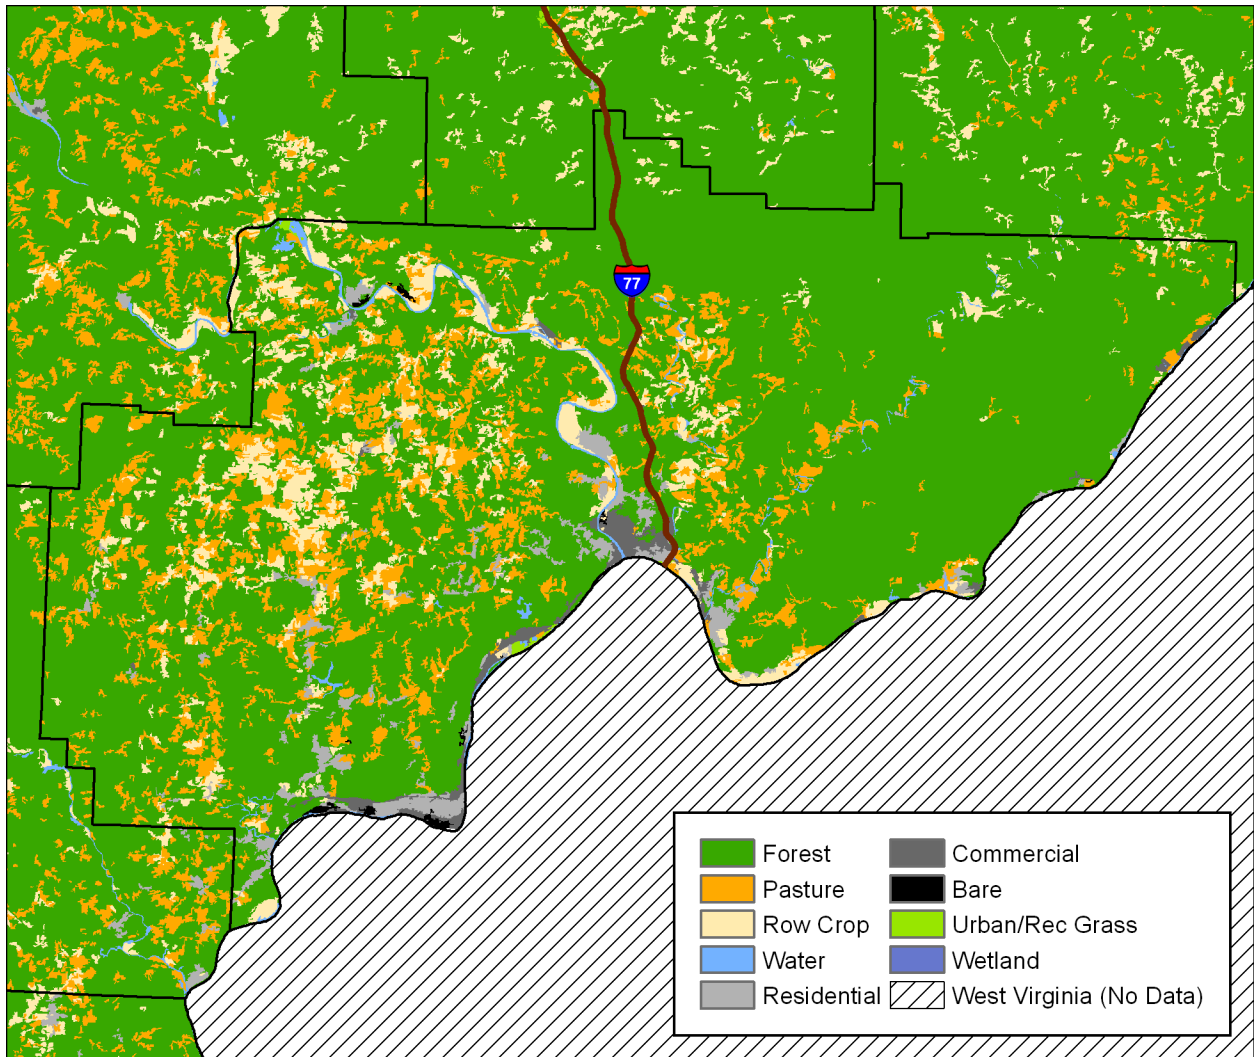 77
Forest
Commercial
Pasture
Bare
Row Crop
Urban/Rec Grass
Water
Wetland
Residential
West Virginia (No Data)